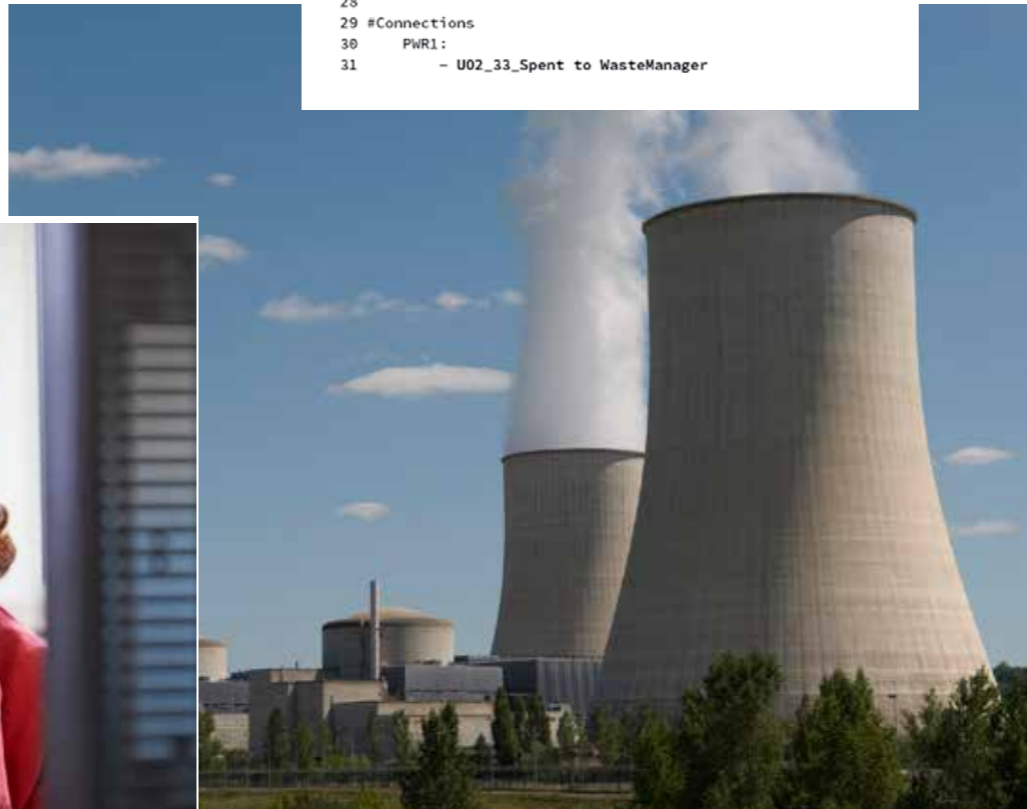 29 #Connections
30 PWR1:
31 – UO2_33_Spent to WasteManager